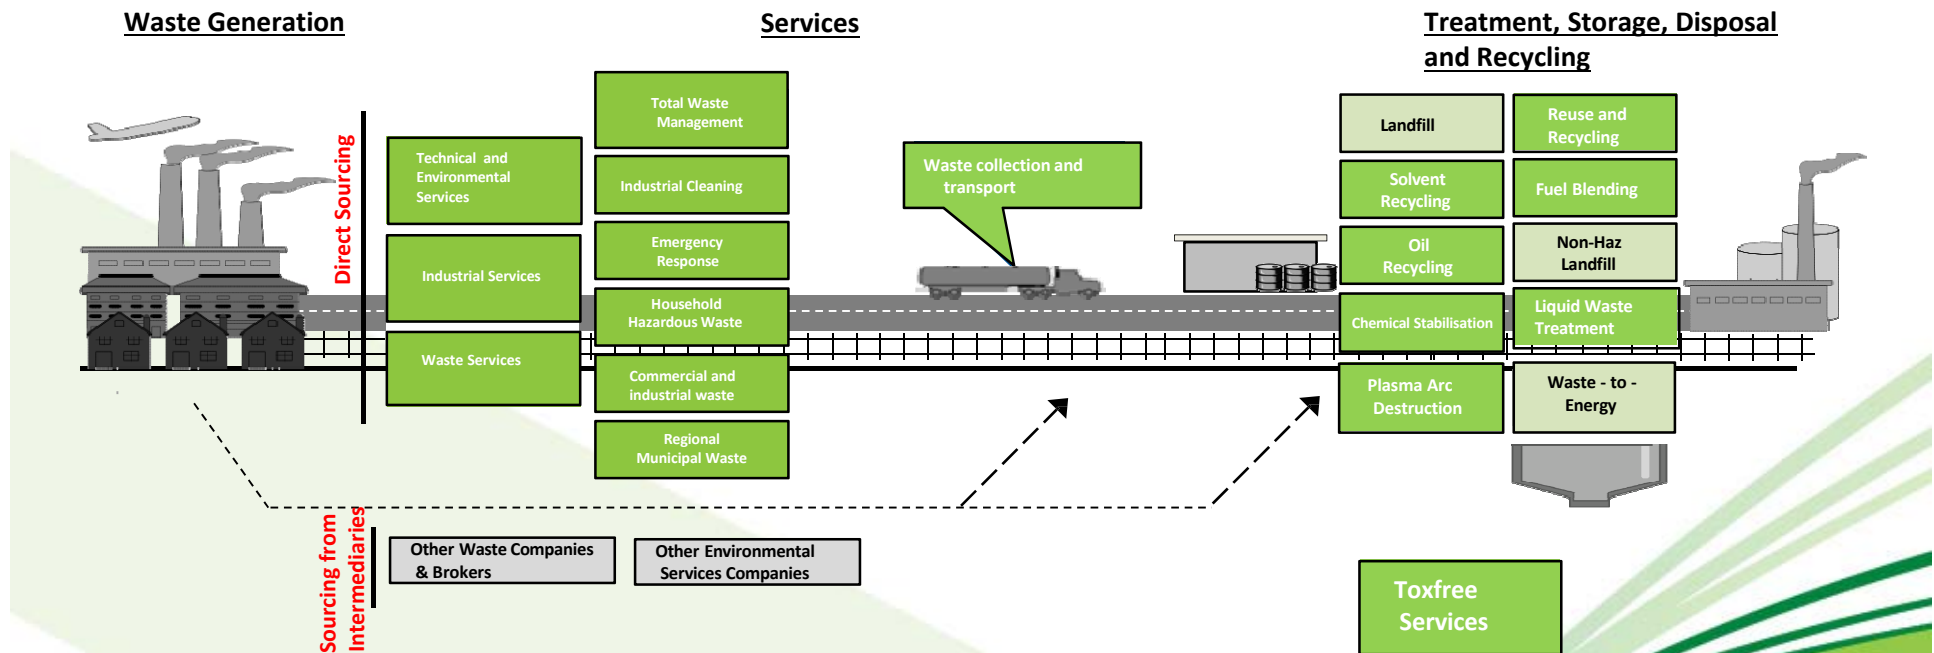 Waste Generation
Services
Treatment, Storage, Disposal
and Recycling
Direct Sourcing
Technical and
Environmental
Services
Industrial Services
Waste Services
Total Waste
Management
Industrial Cleaning
Emergency
Response
Household
Hazardous Waste
Commercial and
industrial waste
Regional
Municipal Waste
Waste collection and
transport
Landfill
Reuse and
Recycling
Solvent
Recycling
Fuel Blending
Oil
Recycling
Non-Haz
Landfill
Chemical Stabilisation
Liquid Waste
Treatment
Plasma Arc
Destruction
Waste - to -
Energy
Sourcing from
Intermediaries
Other Waste Companies
& Brokers
Other Environmental
Services Companies
Toxfree
Services